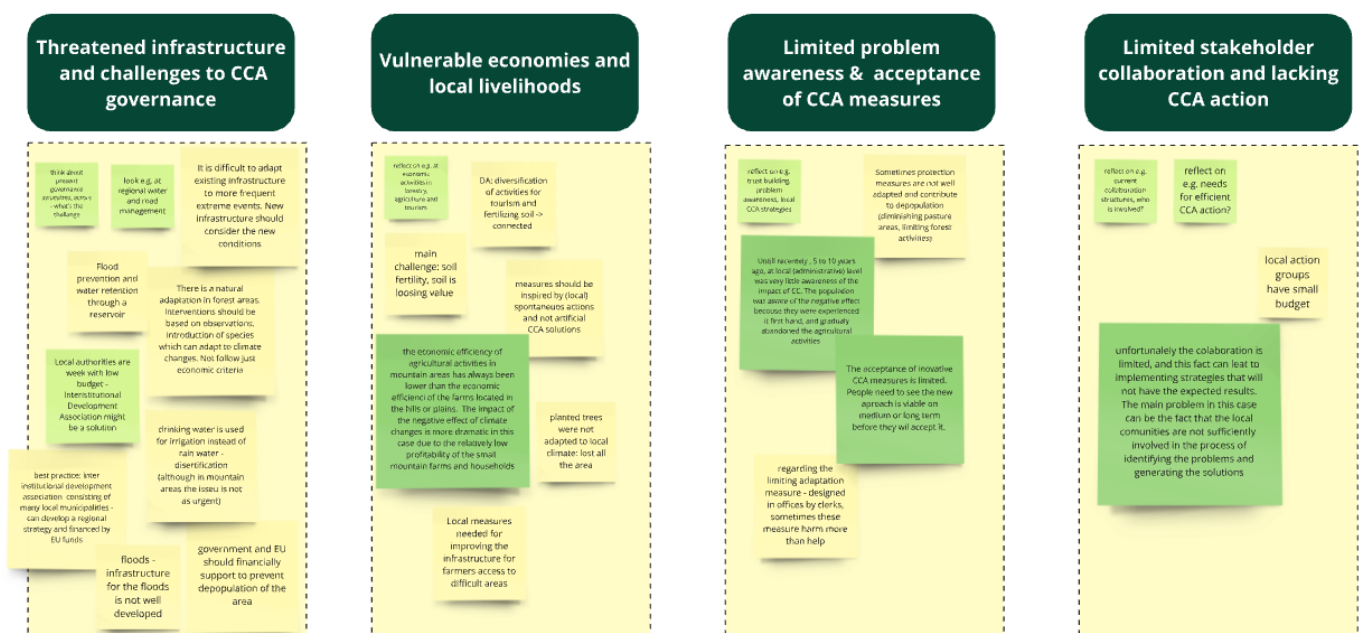 Threatened infrastructure
and challenges to CCA
governance
think about
present
governance
look e.g. at
regional water
and road
management
It is difficult to adapt
existing infrastructure
to more frequent
extreme events. New
infrastructure should
consider the new
conditions
Flood
prevention and
water retention
through a
reservoir
There is a natural
adaptation in forest areas.
Interventions should be
based on observations,
introduction of species
which can adapt to climate
changes. Not follow just
economic criteria
Local authorities are
week with low
budget -
Interistitutional
Development
Association might
be a solution
drinking water is used
for irrigation instead of
rain water -
disertification
(although in mountain
areas the issue is not
as urgent)
best practice: inter
institutional development
association consisting of
many local municipalities -
can develop a regional
strategy and financed by
EU funds
floods -
infrastructure
for the floods
is not well
developed
government and EU
should financially
support to prevent
depopulation of the
area
Vulnerable economies and
local livelihoods
reflect on e.g. at
economic
activities in
forestry,
agriculture and
tourism
DA: diversification
of activities for
tourism and
fertilizing soil ->
connected
main
challenge: soil
fertility, soil is
loosing value
measures should be
inspired by (local)
spontaneous actions
and not artificial
CCA solutions
the economic efficiency of
agricultural activities in
mountain areas has always been
lower than the economic
efficienci of the farms located in
the hills or plains. The impact of
the negative effect of climate
changes is more dramatic in this
case due to the relatively low
profitability of the small
mountain farms and households
planted trees
were not
adapted to local
climate: lost all
the area
Local measures
needed for
improving the
infrastructure for
farmers access to
difficult areas
Limited problem
awareness & acceptance
of CCA measures
reflect on e.g.
trust building,
problem
awareness, local
CCA strategies
Sometimes protection
measures are not well
adapted and contribute
to depopulation
(diminishing pasture
areas, limiting forest
activities)
Untill recentely , 5 to 10 years
ago, at local (administrative) level
was very little awareness of the
impact of CC. The population
was aware of the negative effect
because they were experienced
it first hand, and gradualy
abandoned the agricultural
activities
The acceptance of inovative
CCA measures is limited.
People need to see the new
aproach is viable on
medium or long term
before they wil accept it.
regarding the
limiting adaptation
measure - designed
in offices by clerks,
sometimes these
measure harm more
than help
Limited stakeholder
collaboration and lacking
CCA action
reflect on e.g.
current
collaboration
structures, who
is involved?
reflect on
e.g. needs
for efficient
CCA action?
local action
groups
have small
budget
unfortunaley the colaboration is
limited, and this fact can leat to
implementing strategies that will
not have the expected results.
The main problem in this case
can be the fact that the local
comunities are not sufficiently
involved in the process of
identifying the problems and
generating the solutions